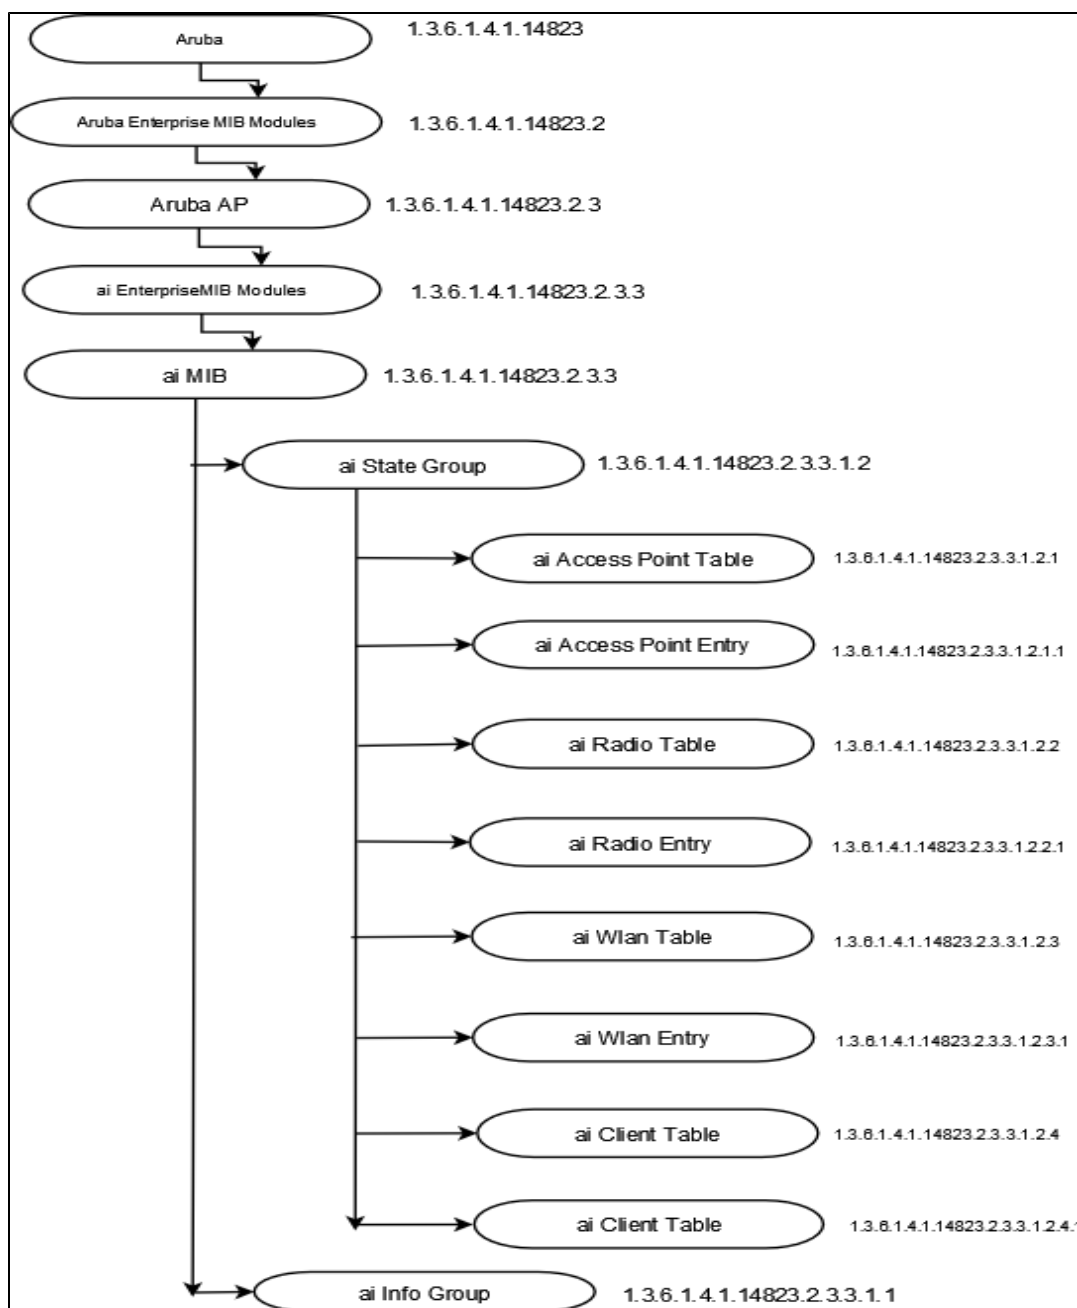 Aruba 1.3.6.1.4.1.14823
Aruba Enterprise MIB Modules 1.3.6.1.4.1.14823.2
Aruba AP 1.3.6.1.4.1.14823.2.3
ai EnterpriseMIB Modules 1.3.6.1.4.1.14823.2.3.3
ai MIB 1.3.6.1.4.1.14823.2.3.3
ai State Group 1.3.6.1.4.1.14823.2.3.3.1.2
ai Access Point Table 1.3.6.1.4.1.14823.2.3.3.1.2.1
ai Access Point Entry 1.3.6.1.4.1.14823.2.3.3.1.2.1.1
ai Radio Table 1.3.6.1.4.1.14823.2.3.3.1.2.2
ai Radio Entry 1.3.6.1.4.1.14823.2.3.3.1.2.2.1
ai Wlan Table 1.3.6.1.4.1.14823.2.3.3.1.2.3
ai Wlan Entry 1.3.6.1.4.1.14823.2.3.3.1.2.3.1
ai Client Table 1.3.6.1.4.1.14823.2.3.3.1.2.4
ai Client Table 1.3.6.1.4.1.14823.2.3.3.1.2.4.1
ai Info Group 1.3.6.1.4.1.14823.2.3.3.1.1